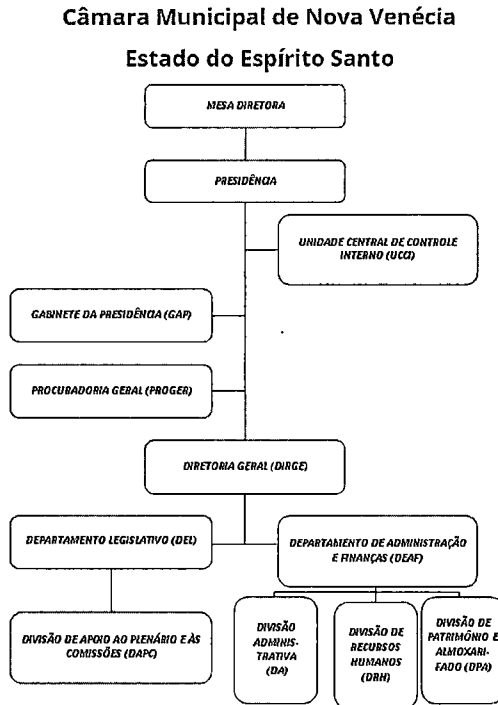 Câmara Municipal de Nova Venécia
Estado do Espírito Santo
MESA DIRETORA
PRESIDÊNCIA
UNIDADE CENTRAL DE CONTROLE
INTERNO (UCCI)
GABINETE DA PRESIDÊNCIA (GAP)
PROCURADORIA GERAL (PROGER)
DIRETORIA GERAL (DIRGE)
DEPARTAMENTO LEGISLATIVO (DEL)
DEPARTAMENTO DE ADMINISTRAÇÃO
E FINANÇAS (DEAF)
DIVISÃO DE APOIO AO PLENÁRIO E ÀS
COMISSÕES (DAPC)
DIVISÃO
ADMINIS-
TRATIVA
(DA)
DIVISÃO DE
RECURSOS
HUMANOS
(DRH)
DIVISÃO DE
PATRIMÔNIO E
ALMOXARI-
FADO (DPA)